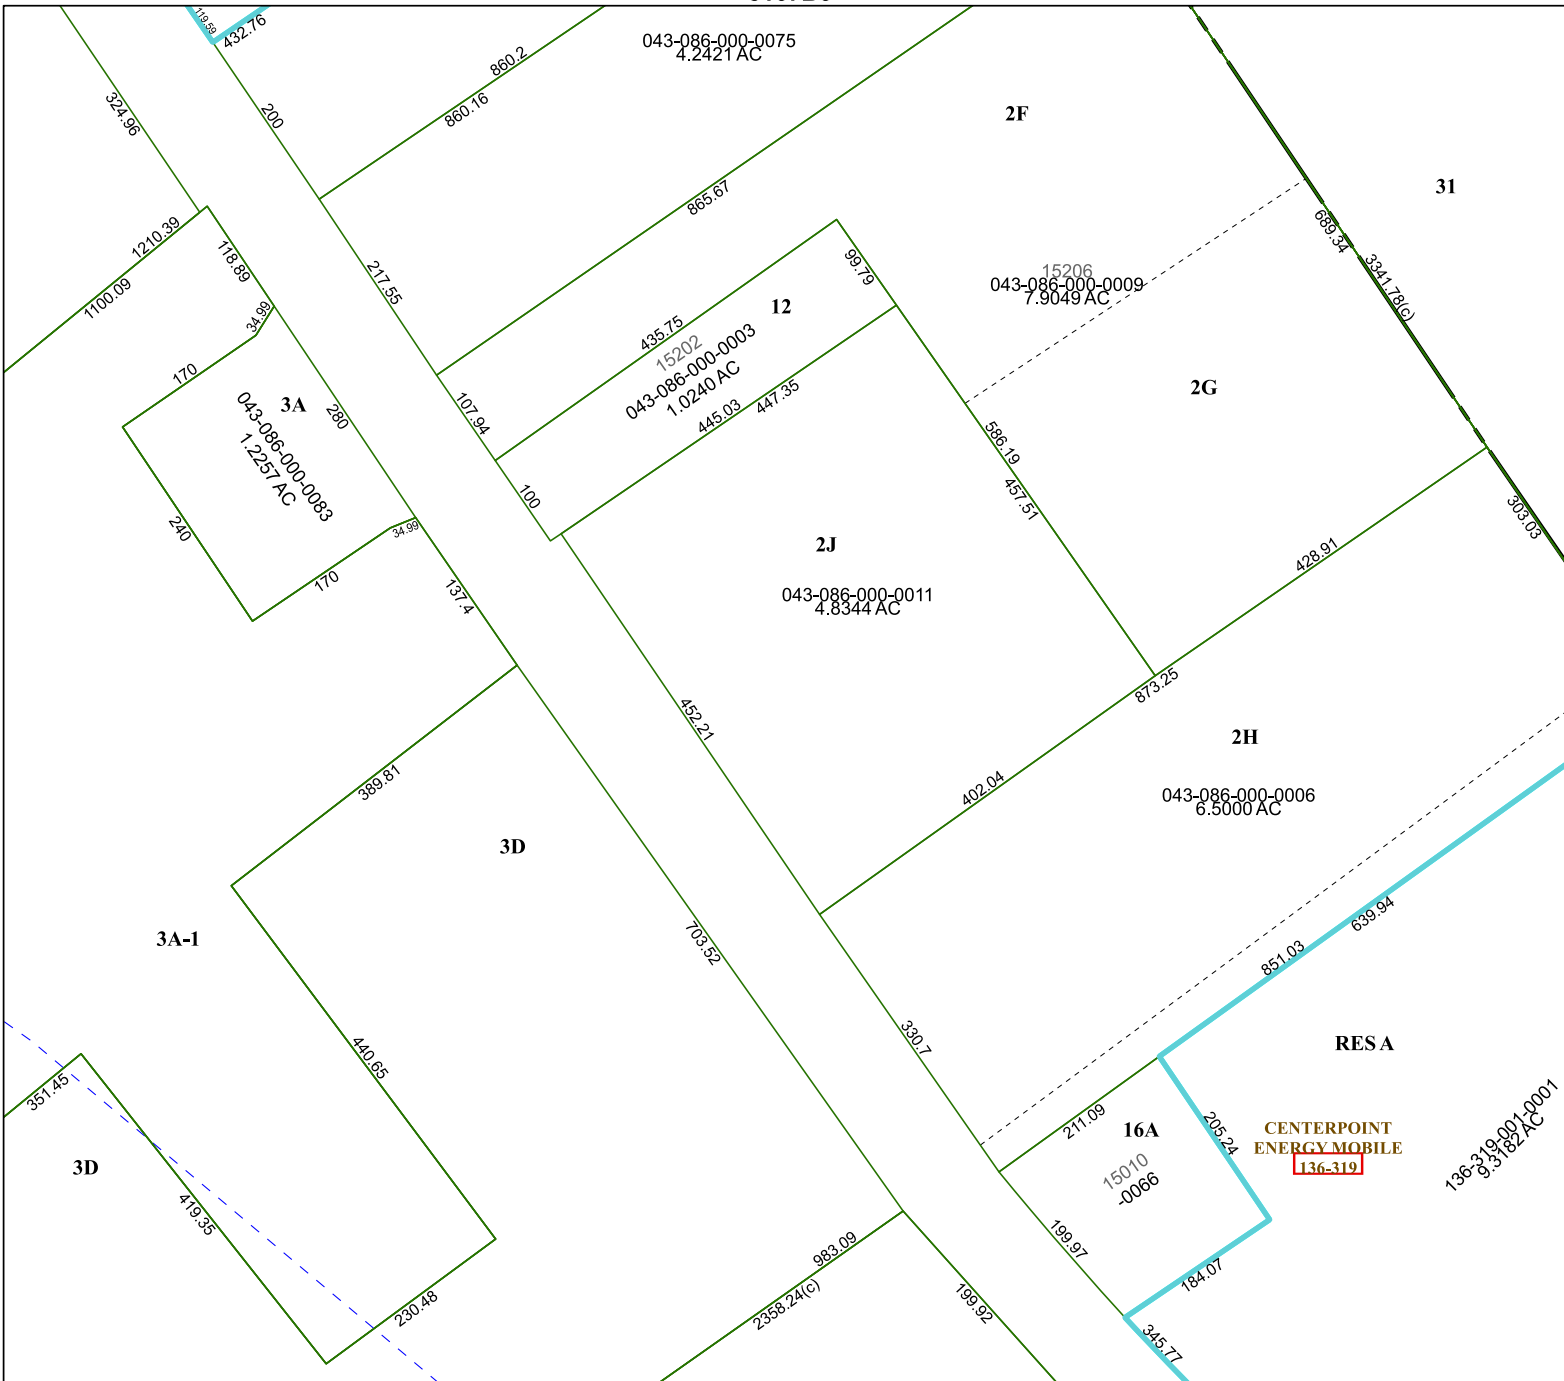 119.59
432.76
043-086-000-0075
4.2421 AC
860.2
860.16
324.96
200
2F
31
865.67
1210.39
118.89
689.34
3341.78(c)
217.55
99.79
15206
043-086-000-0009
7.9049 AC
1100.09
34.99
12
435.75
15202
043-086-000-0003
1.0240 AC
170
3A
280
043-086-000-0083
1.2257 AC
107.94
445.03
447.35
2G
586.19
457.51
100
303.03
240
34.99
2J
428.91
170
137.4
043-086-000-0011
4.8344 AC
873.25
452.21
2H
389.81
402.04
043-086-000-0006
6.5000 AC
3D
639.94
3A-1
703.52
851.03
330.7
440.65
RES A
351.45
211.09
16A
205.24
CENTERPOINT
ENERGY MOBILE
136-319
136-319-001-0001
9.3182 AC
3D
15010
-0066
419.35
199.97
983.09
184.07
2358.24(c)
199.92
230.48
345.77